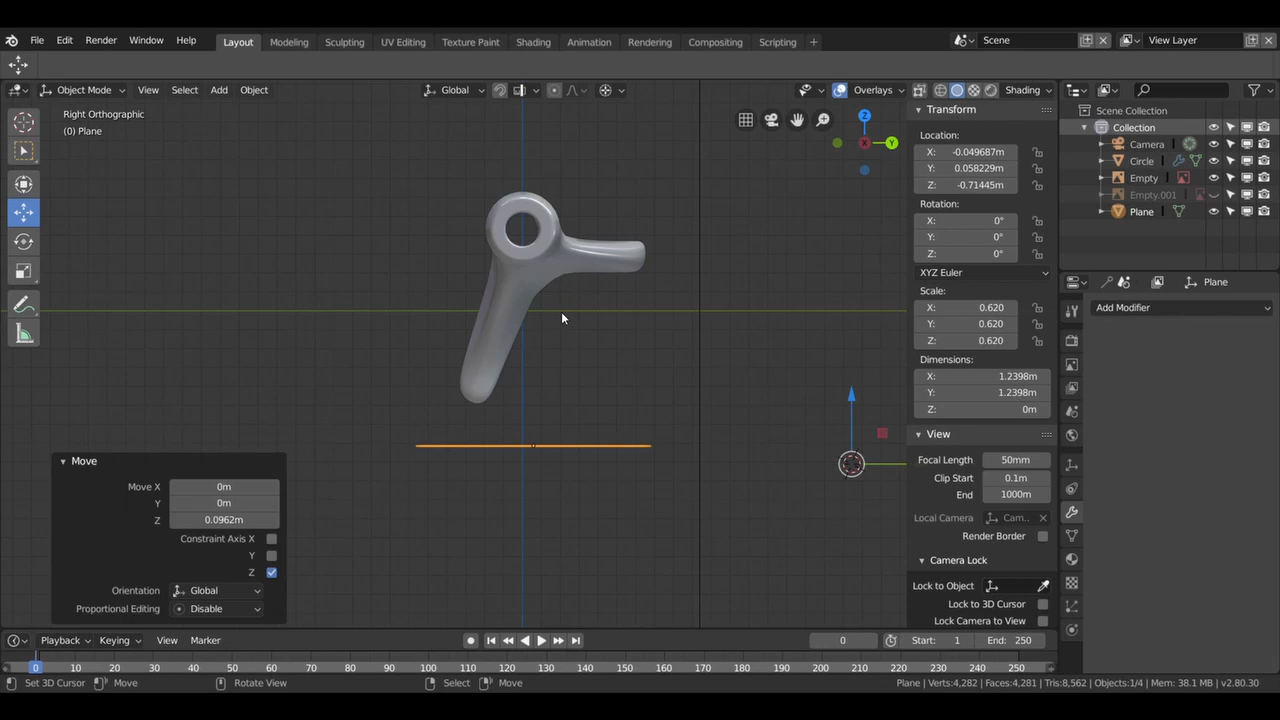 File Edit Render Window Help Layout Modeling Sculpting UV Editing Texture Paint Shading Animation Rendering Compositing Scripting + Scene View Layer
Object Mode View Select Add Object Global Overlays Shading
Right Orthographic
(0) Plane
Z
Y
X
Transform
Location:
X: -0.049687m
Y: 0.058229m
Z: -0.71445m
Rotation:
X: 0°
Y: 0°
Z: 0°
XYZ Euler
Scale:
X: 0.620
Y: 0.620
Z: 0.620
Dimensions:
X: 1.2398m
Y: 1.2398m
Z: 0m
View
Focal Length 50mm
Clip Start 0.1m
End 1000m
Local Camera Cam..
Render Border
Camera Lock
Lock to Object
Lock to 3D Cursor
Lock Camera to View
Scene Collection
Collection
Camera
Circle
Empty
Empty.001
Plane
Plane
Add Modifier
Move
Move X 0m
Y 0m
Z 0.0962m
Constraint Axis X
Y
Z
Orientation Global
Proportional Editing Disable
Playback Keying View Marker 0 Start: 1 End: 250
0 10 20 30 40 50 60 70 80 90 100 110 120 130 140 150 160 170 180 190 200 210 220 230 240 250
Set 3D Cursor Move Rotate View Select Move Plane | Verts:4,282 | Faces:4,281 | Tris:8,562 | Objects:1/4 | Mem: 38.1 MB | v2.80.30